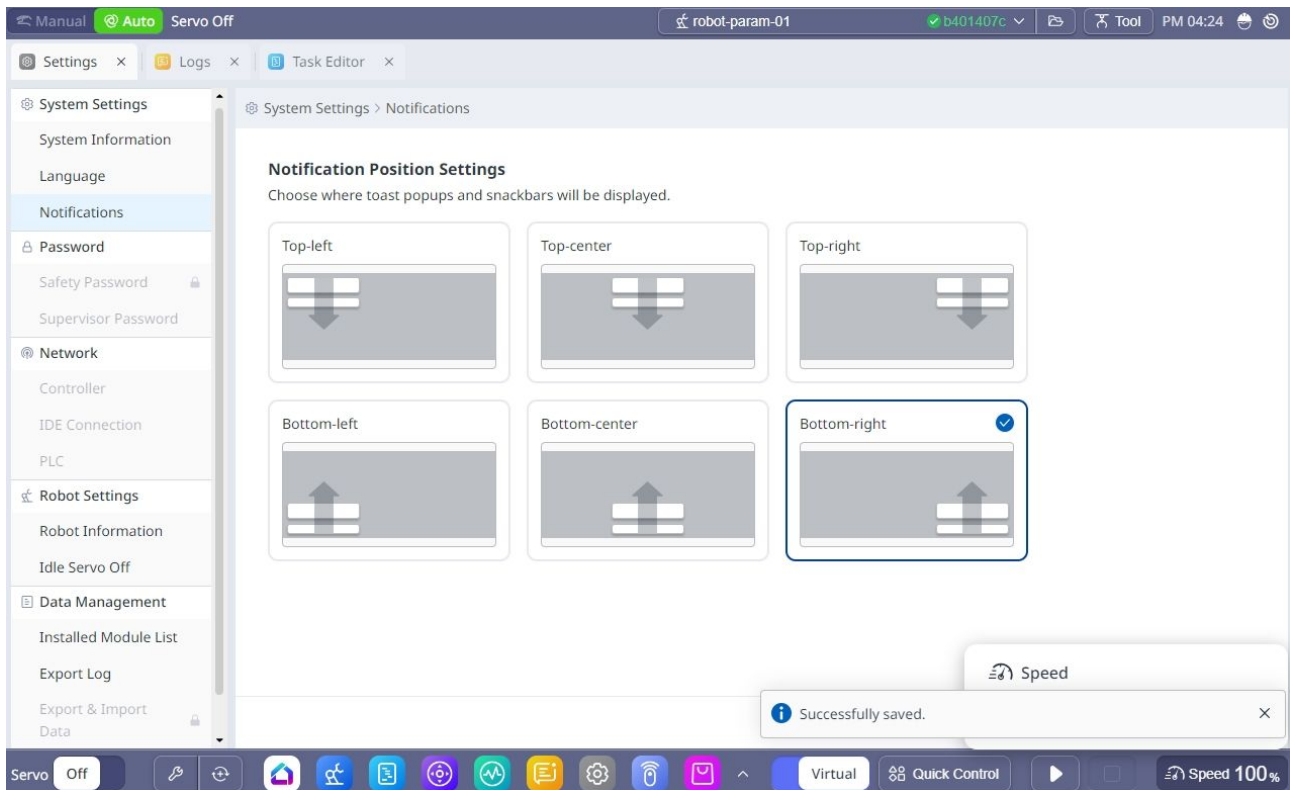 Manual Auto Servo Off robot-param-01 b401407c Tool PM 04:24
Settings Logs Task Editor
System Settings
System Information
Language
Notifications
Password
Safety Password
Supervisor Password
Network
Controller
IDE Connection
PLC
Robot Settings
Robot Information
Idle Servo Off
Data Management
Installed Module List
Export Log
Export & Import
Data
System Settings > Notifications
Notification Position Settings
Choose where toast popups and snackbars will be displayed.
Top-left Top-center Top-right
Bottom-left Bottom-center Bottom-right
Speed
Successfully saved.
Servo Off Virtual Quick Control Speed 100%